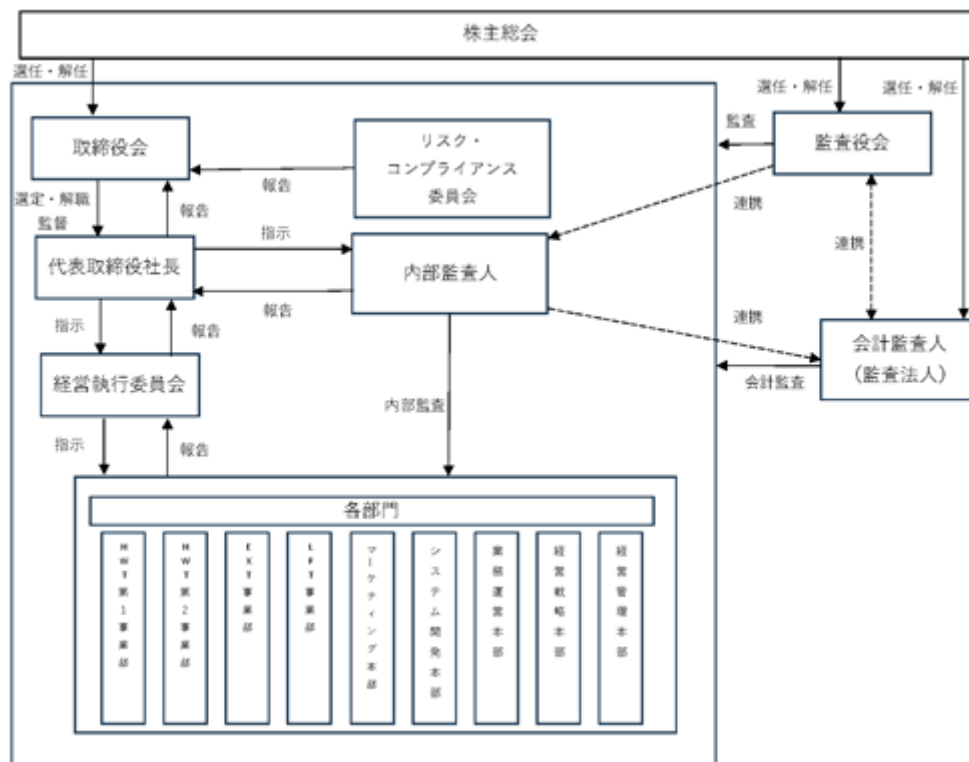 株主総会
選任・解任
選任・解任
選任・解任
取締役会
リスク・
コンプライアンス
委員会
監査
監査役会
報告
選定・解職
監督
報告
指示
連携
連携
代表取締役社長
内部監査人
報告
指示
報告
連携
会計監査人
(監査法人)
経営執行委員会
会計監査
内部監査
指示
報告
各部門
HWT第1事業部
HWT第2事業部
EXT事業部
LFT事業部
マーケティング本部
システム開発本部
業務運営本部
経営戦略本部
経営管理本部